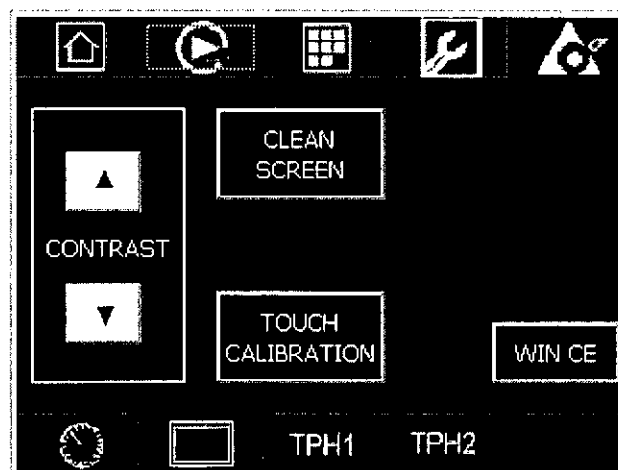 CLEAN
SCREEN
CONTRAST
TOUCH
CALIBRATION
WIN CE
TPH1
TPH2